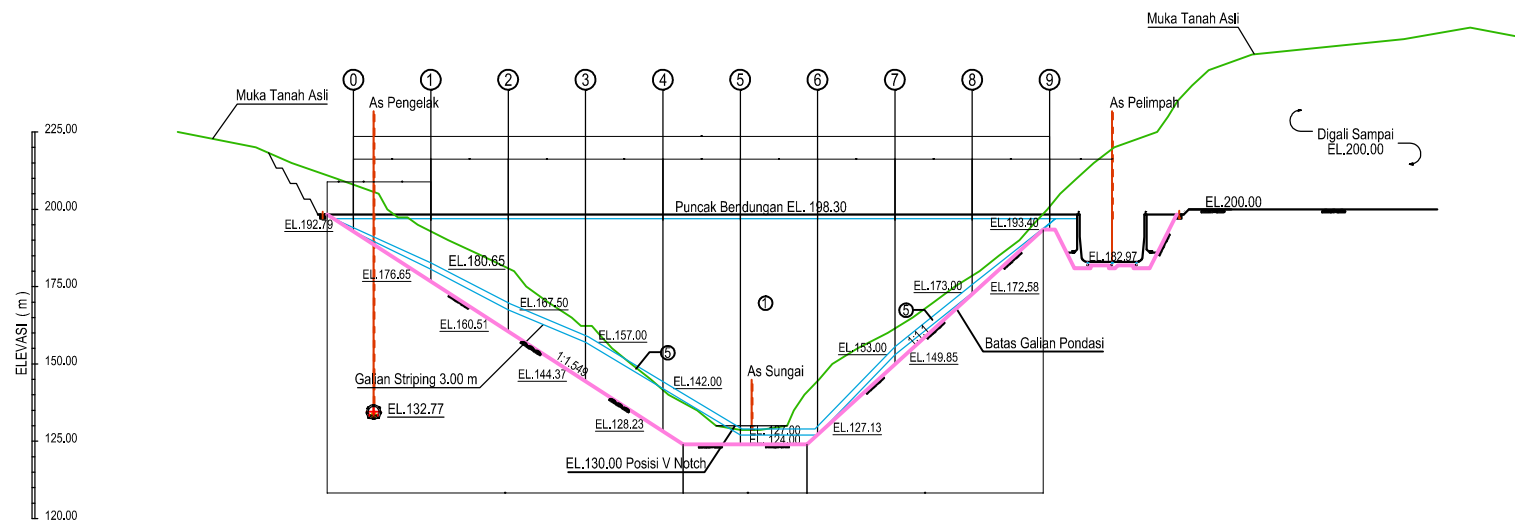 Muka Tanah Asli
0
1
2
3
4
5
6
7
8
9
Muka Tanah Asli
As Pengelak
As Pelimpah
225.00
200.00
175.00
150.00
125.00
120.00
ELEVASI ( m )
Digali Sampai
EL.200.00
EL.200.00
Puncak Bendungan EL. 198.30
EL.192.79
EL.193.40
EL.182.97
EL.180.65
EL.176.65
EL.173.00
EL.172.58
EL.167.50
1
5
EL.160.51
EL.157.00
1:1.1
EL.153.00
EL.149.85
Batas Galian Pondasi
5
1:1.549
EL.144.37
Galian Striping 3.00 m
EL.142.00
As Sungai
EL.132.77
EL.128.23
EL.127.00
EL.124.00
EL.127.13
EL.130.00 Posisi V Notch